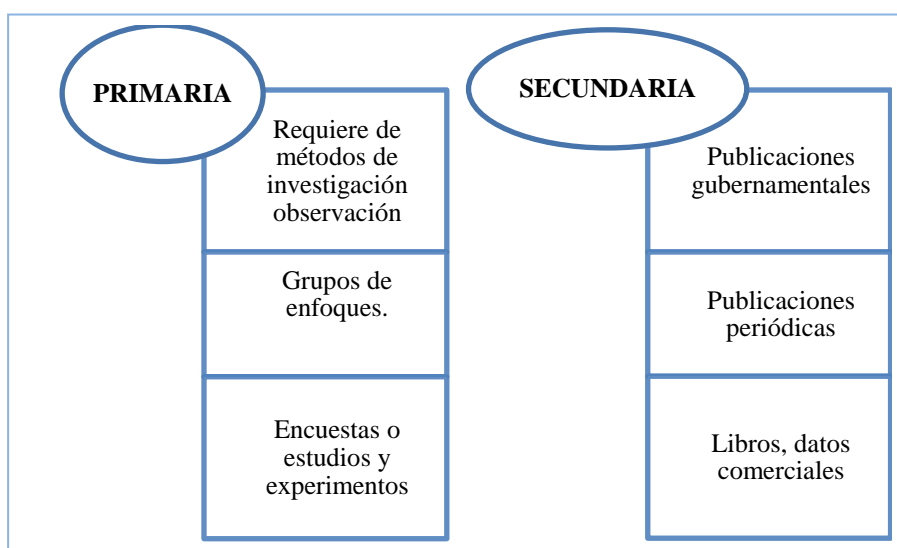 PRIMARIA
Requiere de
métodos de
investigación
observación
Grupos de
enfoques.
Encuestas o
estudios y
experimentos
SECUNDARIA
Publicaciones
gubernamentales
Publicaciones
periódicas
Libros, datos
comerciales